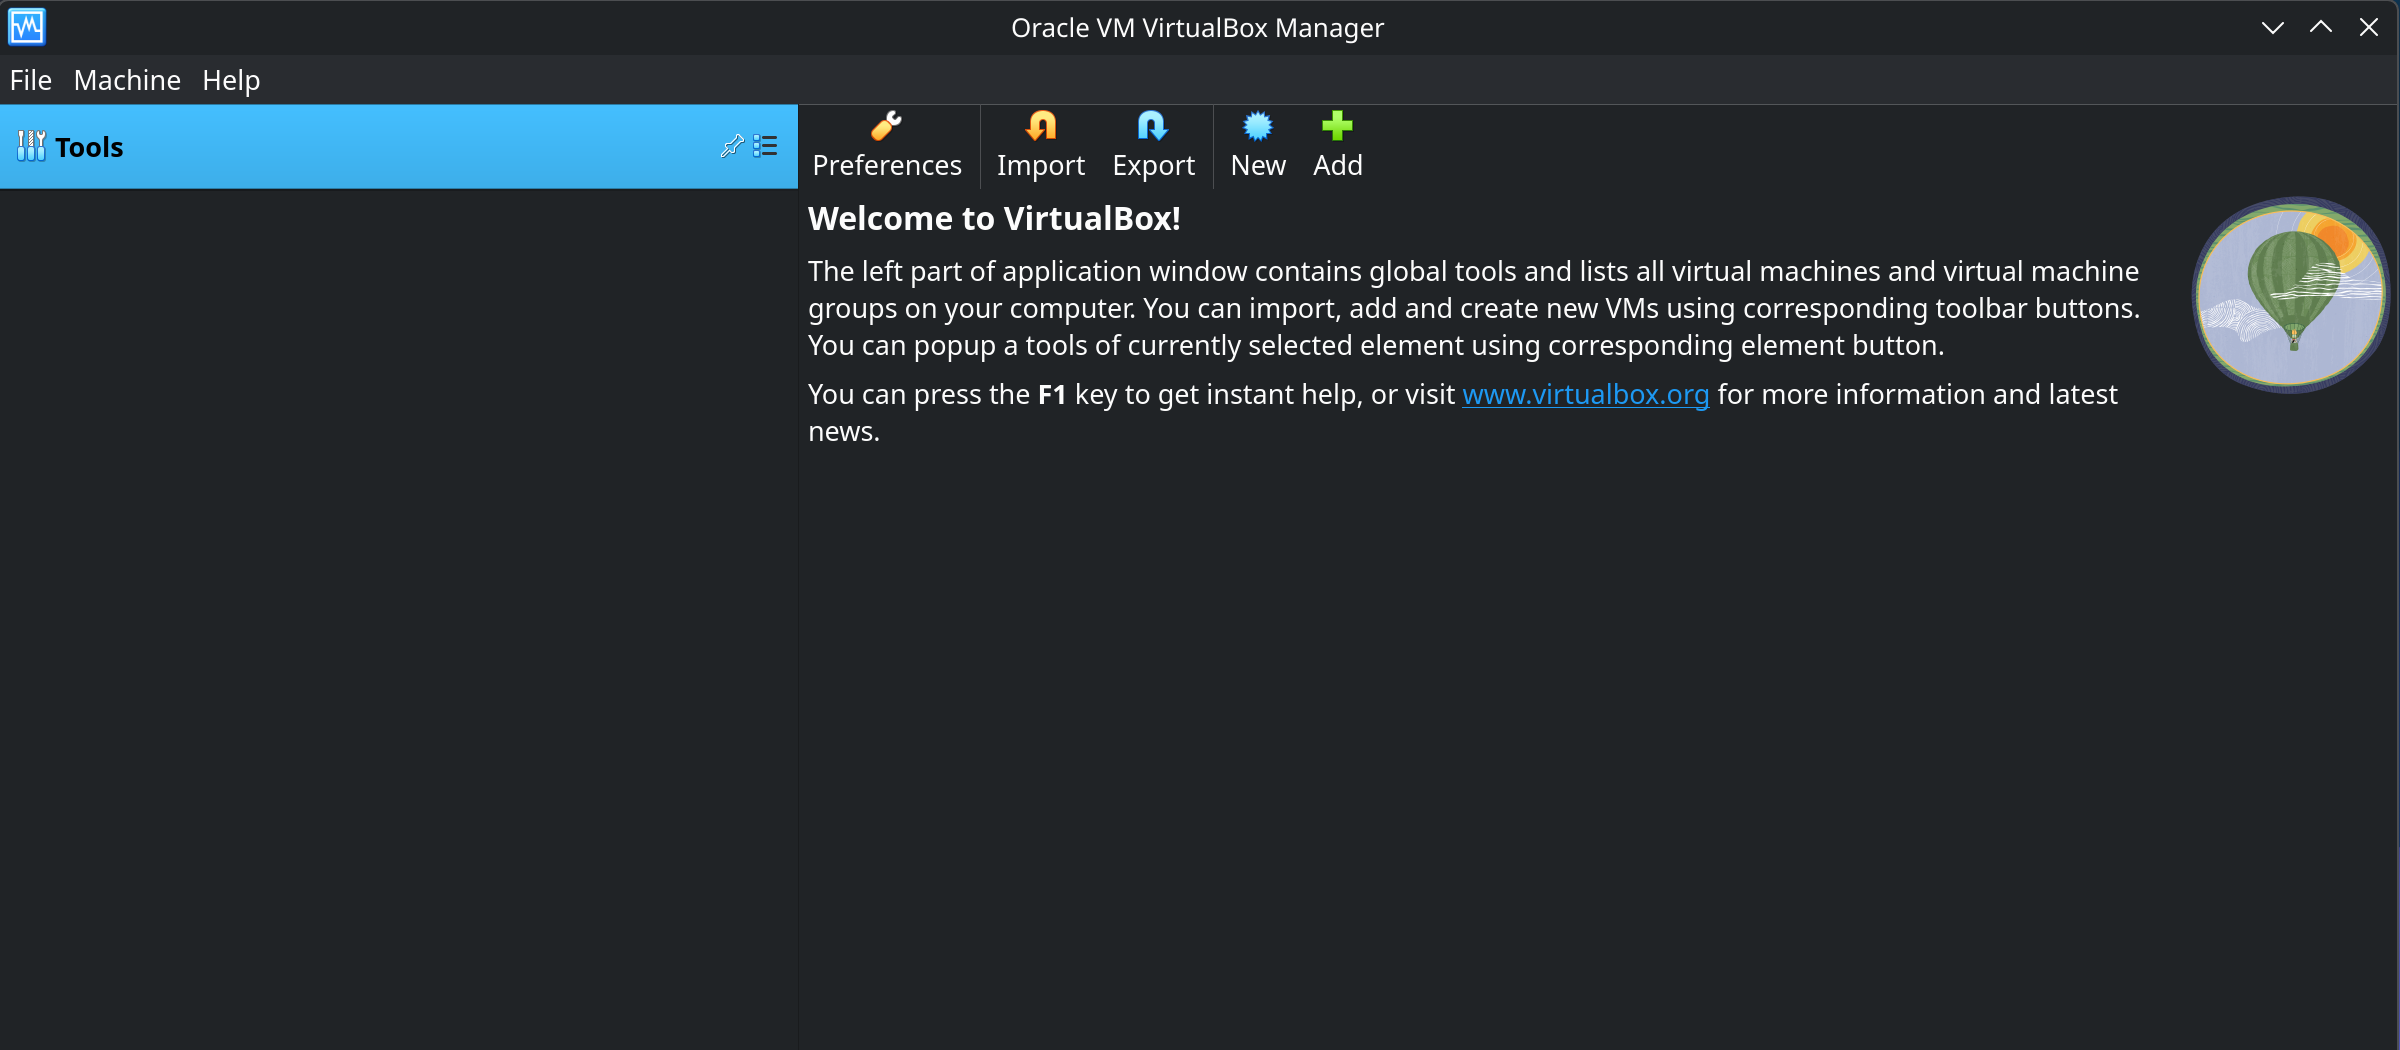 Oracle VM VirtualBox Manager
File Machine Help
Tools
Preferences Import Export New Add
Welcome to VirtualBox!
The left part of application window contains global tools and lists all virtual machines and virtual machine
groups on your computer. You can import, add and create new VMs using corresponding toolbar buttons.
You can popup a tools of currently selected element using corresponding element button.
You can press the F1 key to get instant help, or visit www.virtualbox.org for more information and latest
news.